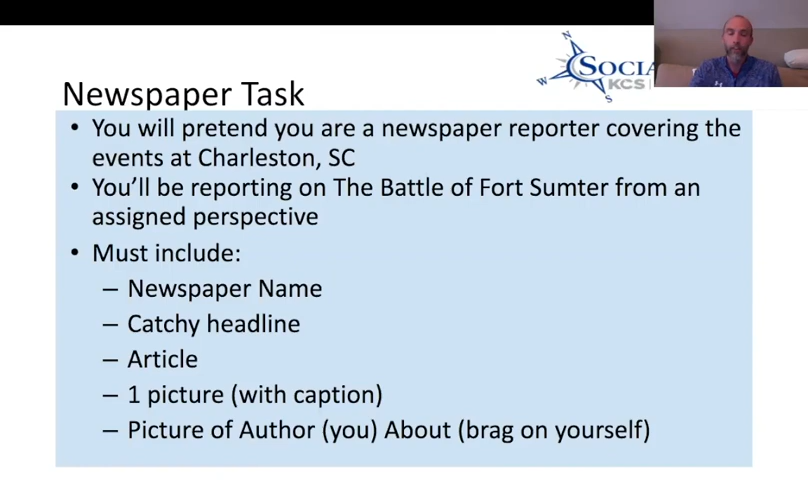 N
SOCIA
W
KCS
S
Newspaper Task
• You will pretend you are a newspaper reporter covering the
events at Charleston, SC
• You’ll be reporting on The Battle of Fort Sumter from an
assigned perspective
• Must include:
– Newspaper Name
– Catchy headline
– Article
– 1 picture (with caption)
– Picture of Author (you) About (brag on yourself)